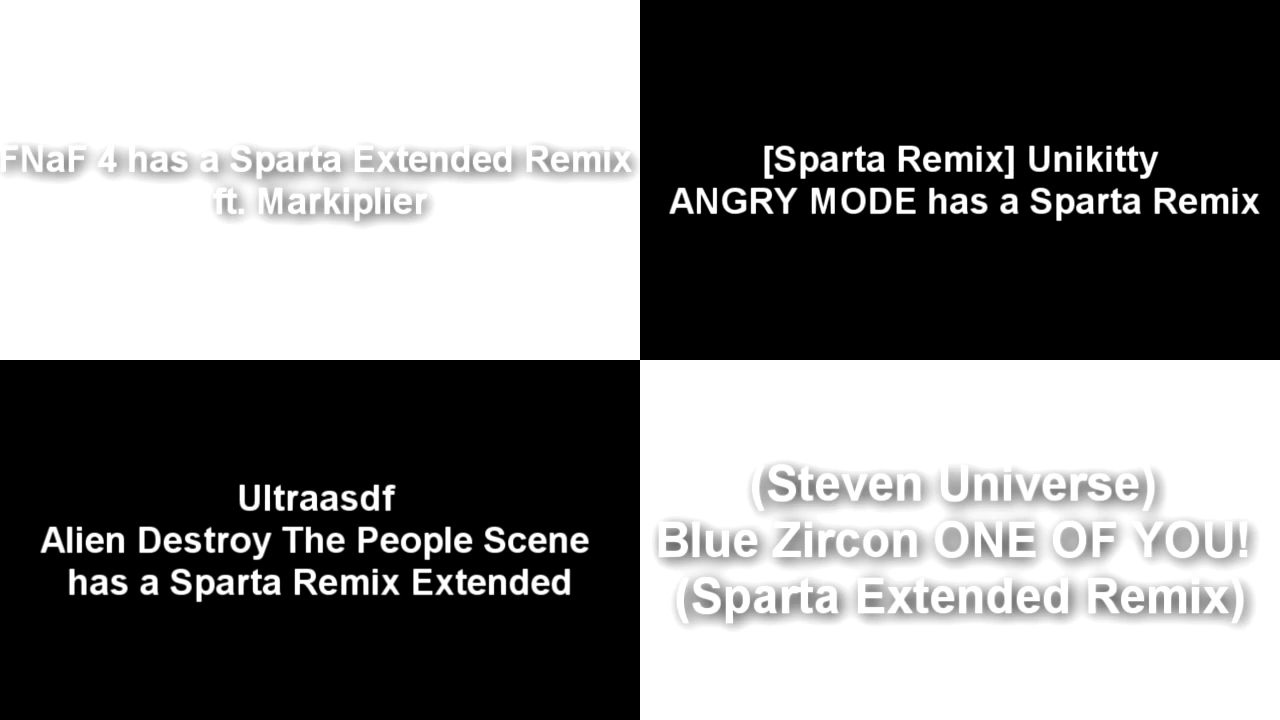 FNaF 4 has a Sparta Extended Remix
ft. Markiplier
[Sparta Remix] Unikitty
ANGRY MODE has a Sparta Remix
Ultraasdf
Alien Destroy The People Scene
has a Sparta Remix Extended
(Steven Universe)
Blue Zircon ONE OF YOU!
(Sparta Extended Remix)